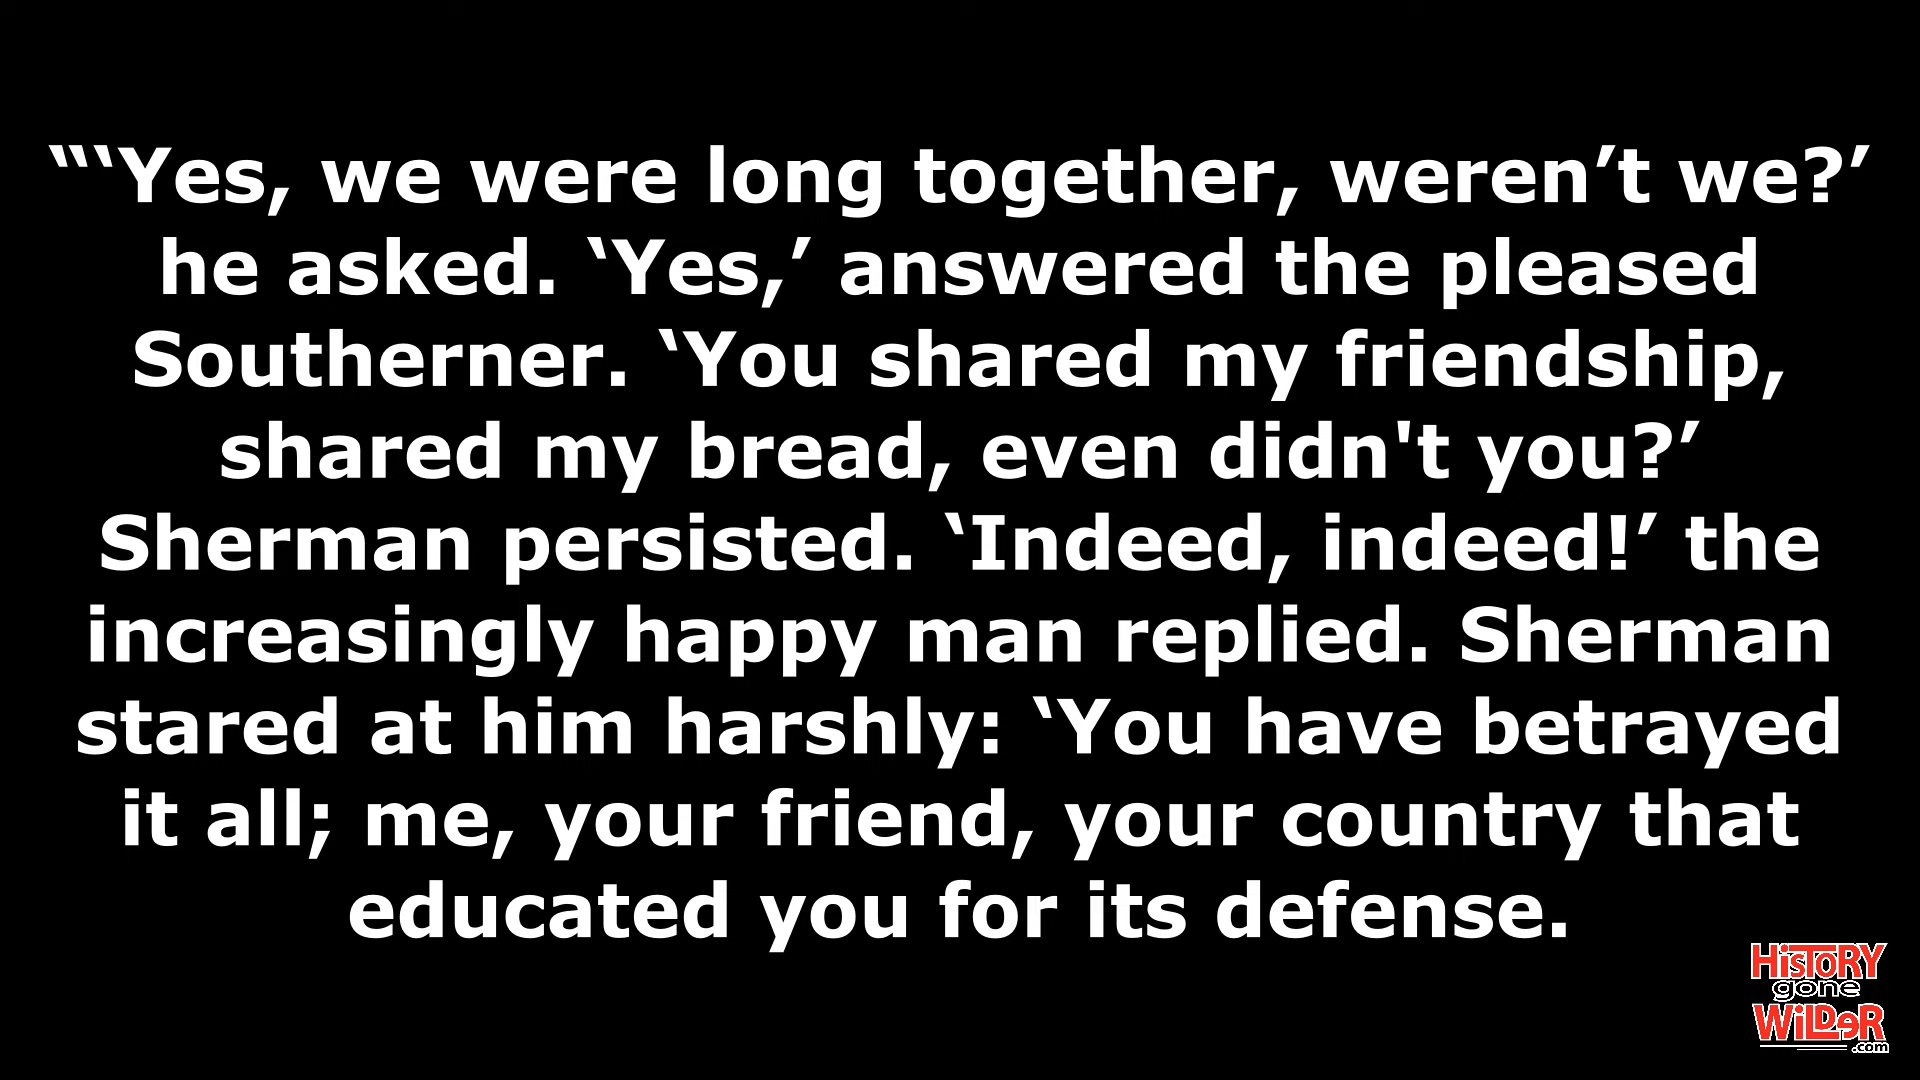 “‘Yes, we were long together, weren’t we?’
he asked. ‘Yes,’ answered the pleased
Southerner. ‘You shared my friendship,
shared my bread, even didn't you?’
Sherman persisted. ‘Indeed, indeed!’ the
increasingly happy man replied. Sherman
stared at him harshly: ‘You have betrayed
it all; me, your friend, your country that
educated you for its defense.
HiSTORY
gone
WiLDeR
.com